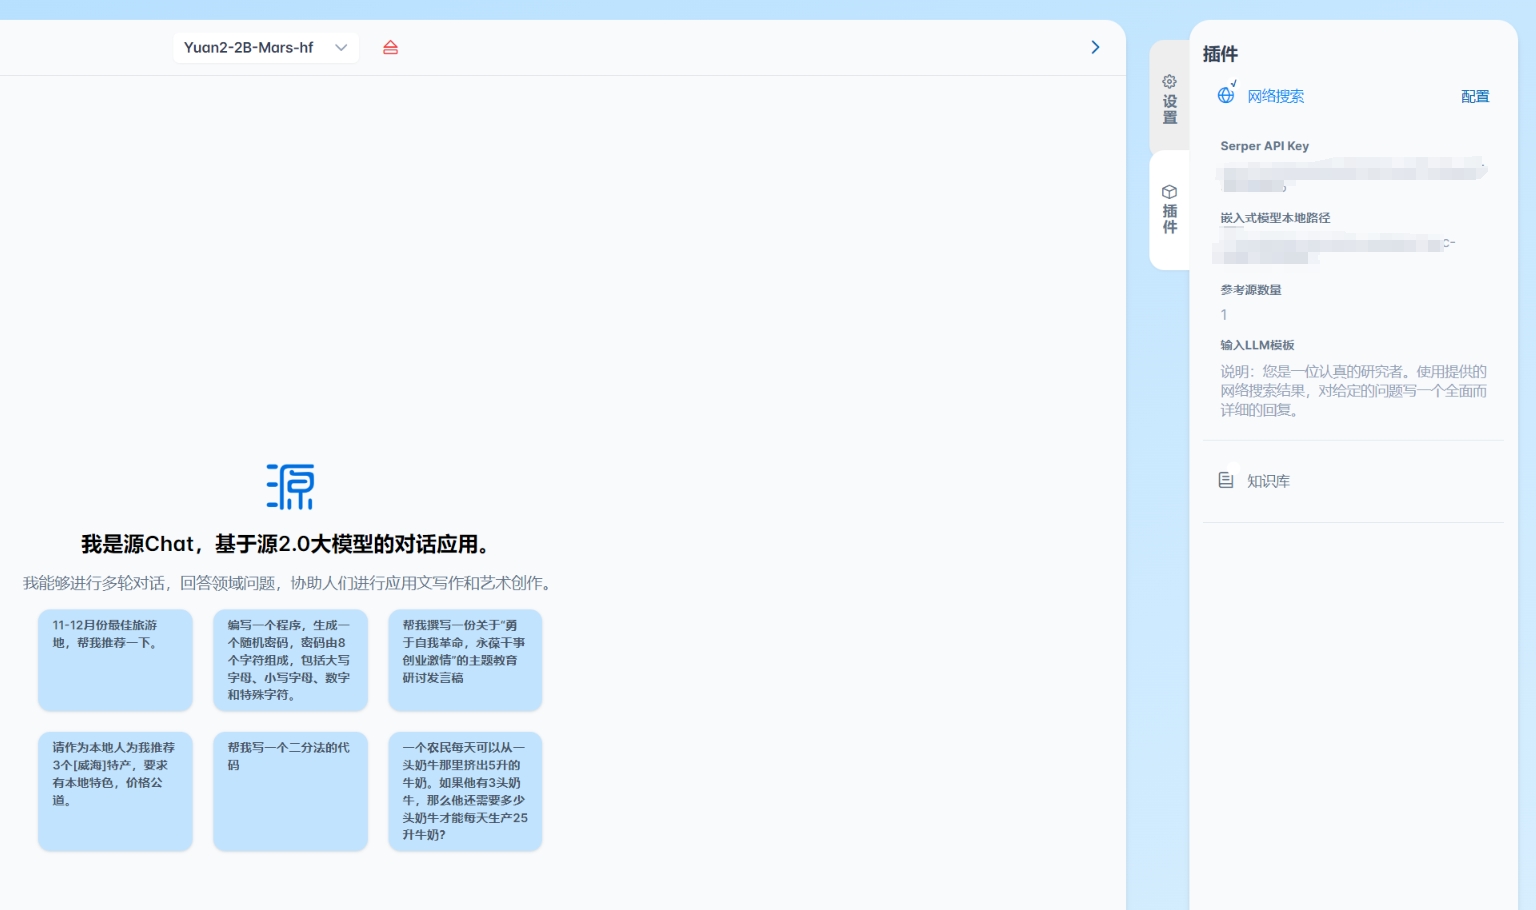 Yuan2-2B-Mars-hf
源
我是源Chat，基于源2.0大模型的对话应用。
我能够进行多轮对话，回答领域问题，协助人们进行应用文写作和艺术创作。
11-12月份最佳旅游
地，帮我推荐一下。
编写一个程序，生成一
个随机密码，密码由8
个字符组成，包括大写
字母、小写字母、数字
和特殊字符。
帮我撰写一份关于"勇
于自我革命，永葆干事
创业激情"的主题教育
研讨发言稿
请作为本地人为我推荐
3个[威海]特产，要求
有本地特色，价格公
道。
帮我写一个二分法的代
码
一个农民每天可以从一
头奶牛那里挤出5升的
牛奶。如果他有3头奶
牛，那么他还需要多少
头奶牛才能每天生产25
升牛奶?
设置
插件
插件
网络搜索
配置
Serper API Key
嵌入式模型本地路径
参考源数量
1
输入LLM模板
说明：您是一位认真的研究者。使用提供的
网络搜索结果，对给定的问题写一个全面而
详细的回复。
知识库